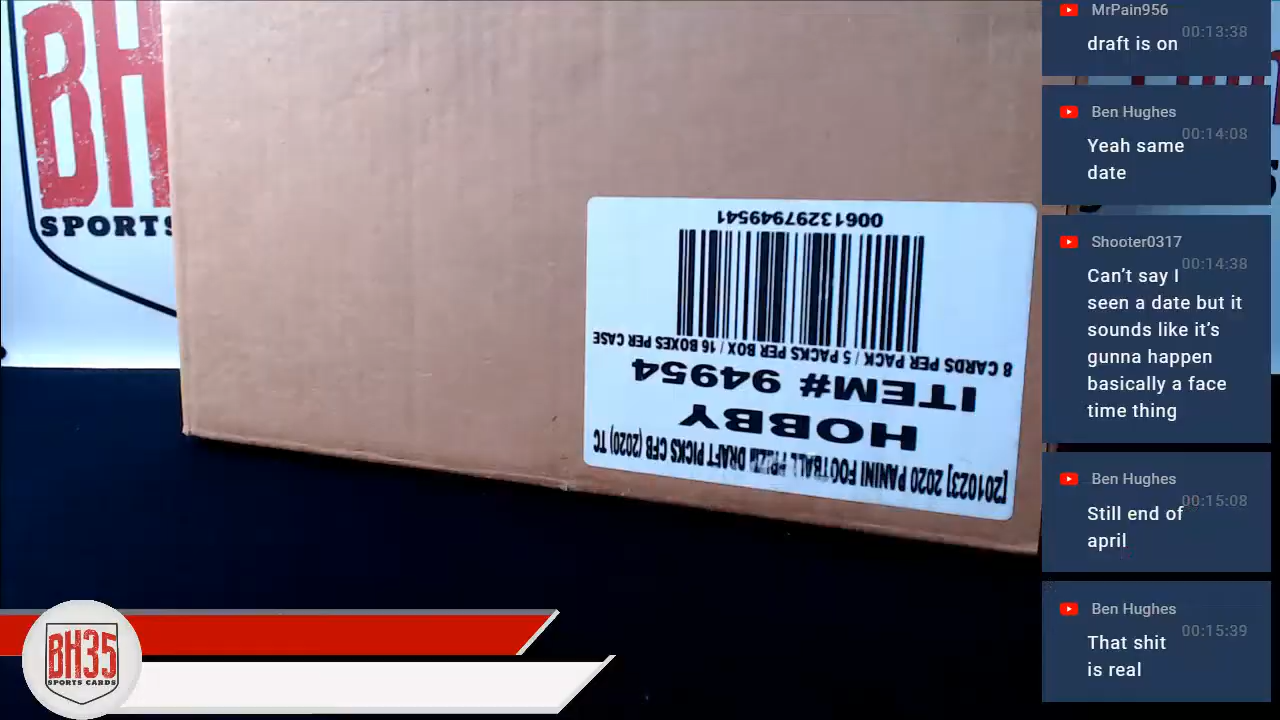 BH
SPORTS
[201023] 2020 PANINI FOOTBALL PRIZM DRAFT PICKS CFB (2020) TC
HOBBY
ITEM# 94954
8 CARDS PER PACK / 5 PACKS PER BOX / 16 BOXES PER CASE
00613297949541
BH35
SPORTS CARDS
MrPain956
00:13:38
draft is on
Ben Hughes
00:14:08
Yeah same
date
Shooter0317
00:14:38
Can’t say I
seen a date but it
sounds like it’s
gunna happen
basically a face
time thing
Ben Hughes
00:15:08
Still end of
april
Ben Hughes
00:15:39
That shit
is real